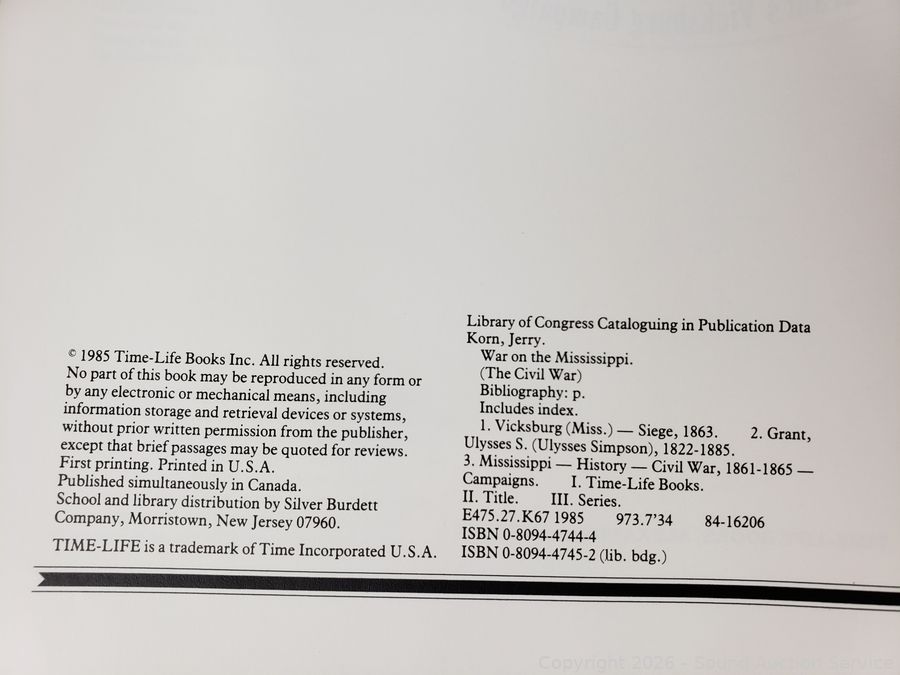 © 1985 Time-Life Books Inc. All rights reserved.
No part of this book may be reproduced in any form or
by any electronic or mechanical means, including
information storage and retrieval devices or systems,
without prior written permission from the publisher,
except that brief passages may be quoted for reviews.
First printing. Printed in U.S.A.
Published simultaneously in Canada.
School and library distribution by Silver Burdett
Company, Morristown, New Jersey 07960.
TIME-LIFE is a trademark of Time Incorporated U.S.A.
Library of Congress Cataloguing in Publication Data
Korn, Jerry.
War on the Mississippi.
(The Civil War)
Bibliography: p.
Includes index.
1. Vicksburg (Miss.) — Siege, 1863. 2. Grant,
Ulysses S. (Ulysses Simpson), 1822-1885.
3. Mississippi — History — Civil War, 1861-1865 —
Campaigns. I. Time-Life Books.
II. Title. III. Series.
E475.27.K67 1985 973.7'34 84-16206
ISBN 0-8094-4744-4
ISBN 0-8094-4745-2 (lib. bdg.)
Copyright 2026 - Sound Auction Service